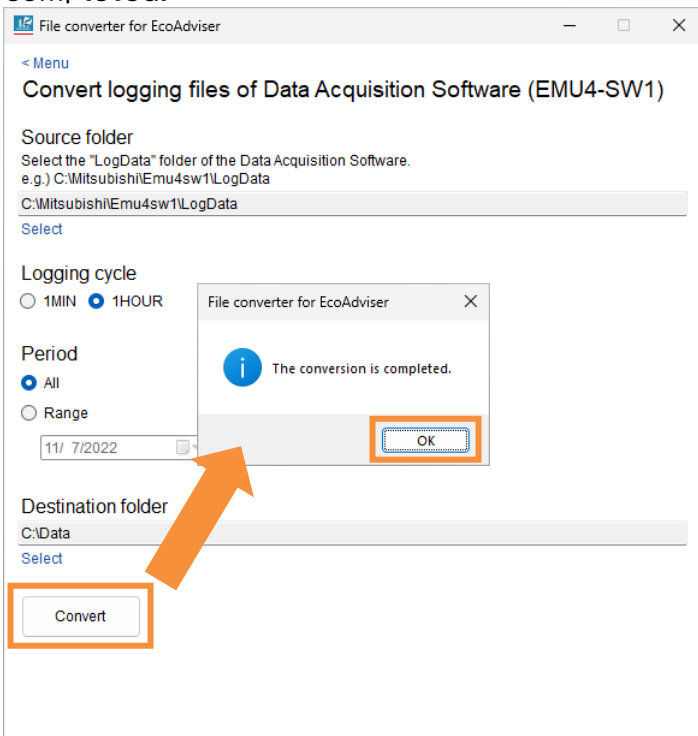 File converter for EcoAdviser
< Menu
Convert logging files of Data Acquisition Software (EMU4-SW1)
Source folder
Select the "LogData" folder of the Data Acquisition Software.
e.g.) C:\Mitsubishi\Emu4sw1\LogData
C:\Mitsubishi\Emu4sw1\LogData
Select
Logging cycle
1MIN 1HOUR
File converter for EcoAdviser
The conversion is completed.
OK
Period
All
Range
11/ 7/2022
Destination folder
C:\Data
Select
Convert